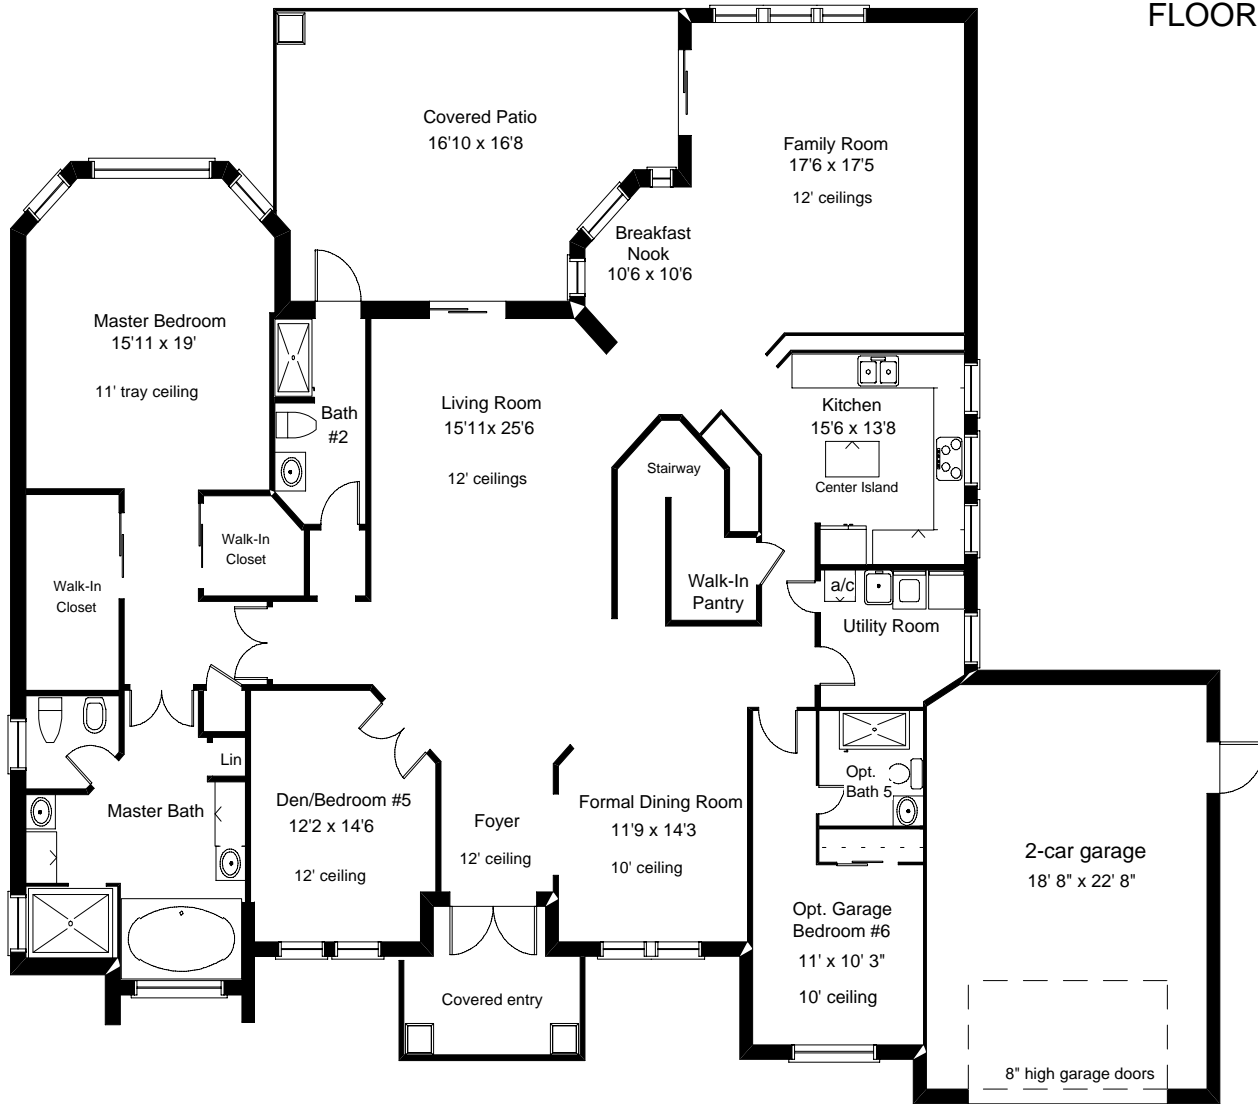 FLOOR
Covered Patio
16'10 x 16'8
Family Room
17'6 x 17'5
12' ceilings
Breakfast
Nook
10'6 x 10'6
Master Bedroom
15'11 x 19'
11' tray ceiling
Bath
#2
Living Room
15'11x 25'6
12' ceilings
Kitchen
15'6 x 13'8
Center Island
Stairway
Walk-In
Closet
Walk-In
Closet
Walk-In
Pantry
a/c
Utility Room
Lin
Master Bath
Den/Bedroom #5
12'2 x 14'6
12' ceiling
Foyer
12' ceiling
Formal Dining Room
11'9 x 14'3
10' ceiling
Opt.
Bath 5
2-car garage
18' 8" x 22' 8"
Opt. Garage
Bedroom #6
11' x 10' 3"
10' ceiling
Covered entry
8" high garage doors